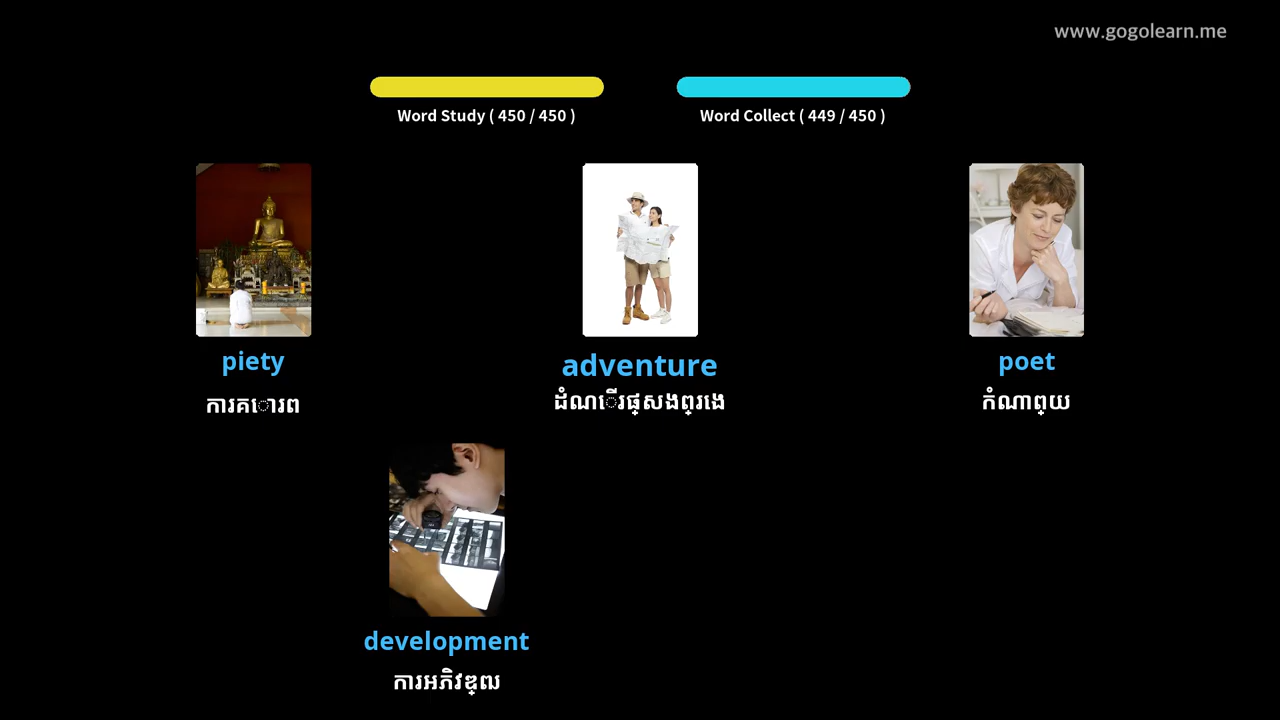 www.gogolearn.me
Word Study ( 450 / 450 )
Word Collect ( 449 / 450 )
piety
adventure
poet
ការគោរព
ដំណើរផ្សងព្រេង
កំណាព្យ
development
ការអភិវឌ្ឍ